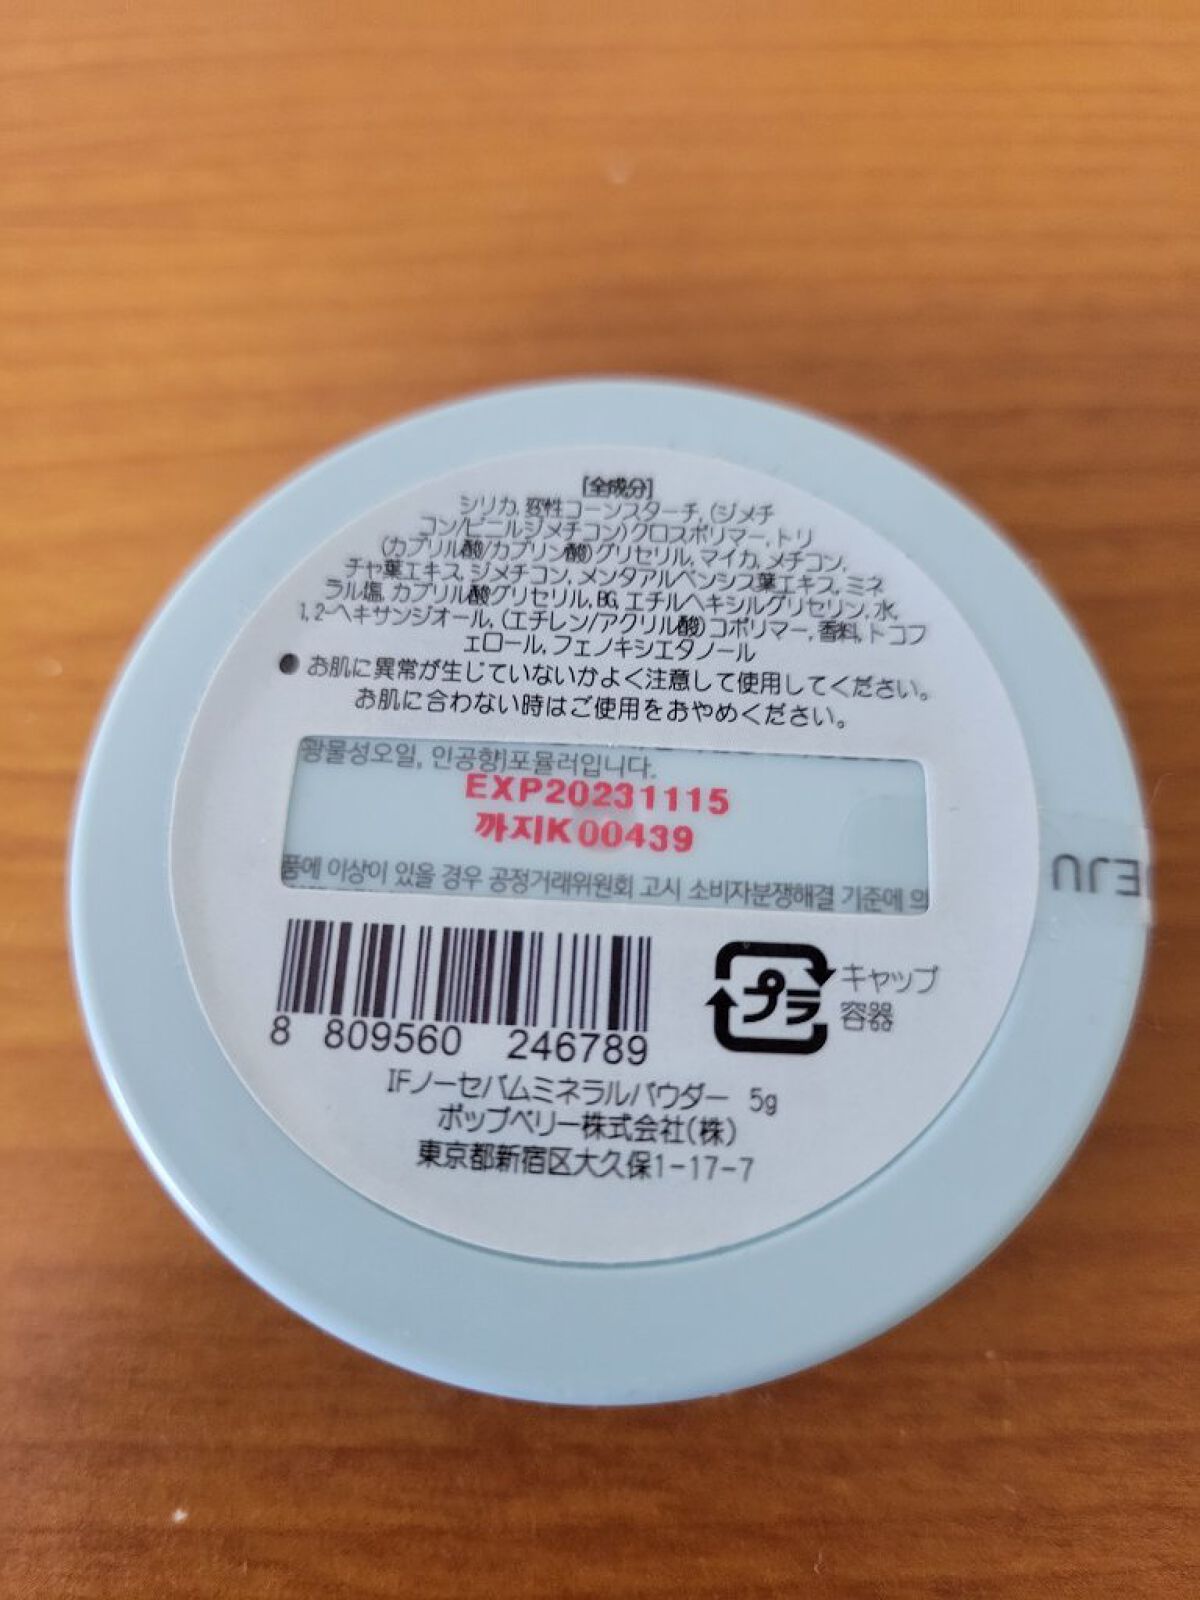 [全成分]
シリカ, 変性コーンスターチ, (ジメチ
コン/ビニルジメチコン)クロスポリマー, トリ
(カプリル酸/カプリン酸)グリセリル, マイカ, メチコン,
チャ葉エキス, ジメチコン, メンタアルベンシス葉エキス, ミネ
ラル塩, カプリル酸グリセリル, BG, エチルヘキシルグリセリン, 水,
1,2-ヘキサンジオール, (エチレン/アクリル酸)コポリマー, 香料, トコフ
ェロール, フェノキシエタノール
● お肌に異常が生じていないかよく注意して使用してください。
お肌に合わない時はご使用をおやめください。
광물성오일, 인공향]포뮬러입니다.
EXP20231115
까지K00439
품에 이상이 있을 경우 공정거래위원회 고시 소비자분쟁해결 기준에 의
JEJU
プラ
キャップ
容器
8 809560 246789
IFノーセバムミネラルパウダー 5g
ポップベリー株式会社(株)
東京都新宿区大久保1-17-7